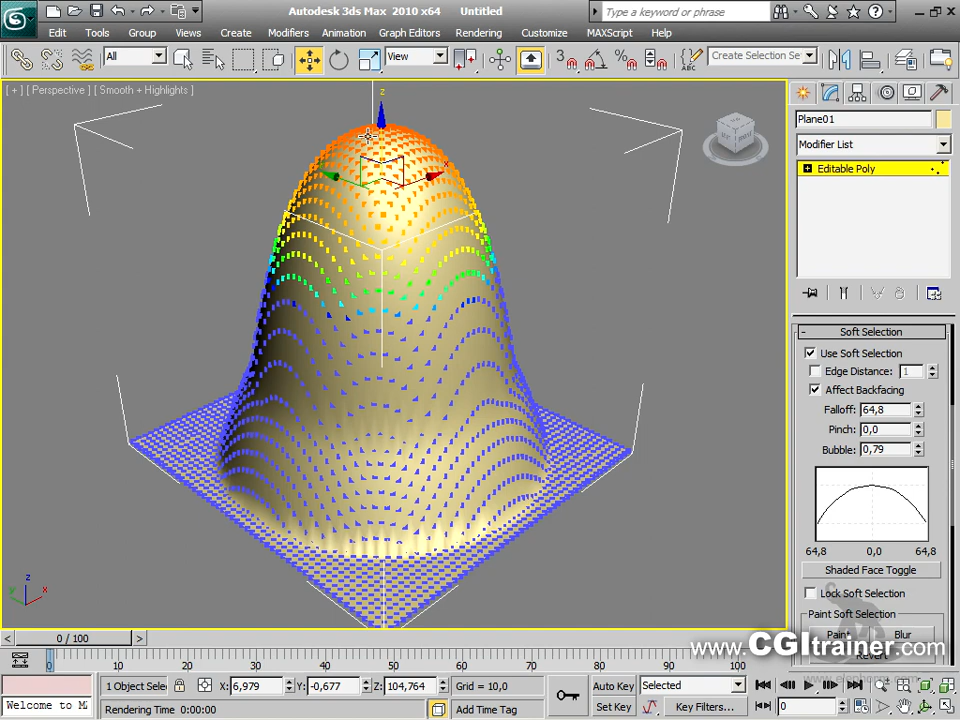 Autodesk 3ds Max 2010 x64 Untitled
Type a keyword or phrase
Edit Tools Group Views Create Modifiers Animation Graph Editors Rendering Customize MAXScript Help
All View Create Selection Se
[ + ] [ Perspective ] [ Smooth + Highlights ]
Plane01
Modifier List
Editable Poly
Soft Selection
Use Soft Selection
Edge Distance: 1
Affect Backfacing
Falloff: 64,8
Pinch: 0,0
Bubble: 0,79
64,8 0,0 64,8
Shaded Face Toggle
Lock Soft Selection
Paint Soft Selection
Paint Blur
Revert
www.CGItrainer.com
z
x
z
x
y
0 / 100
0 10 20 30 40 50 60 70 80 90 100
1 Object Selec X: 6,979 Y: -0,677 Z: 104,764 Grid = 10,0 Auto Key Selected
Welcome to M Rendering Time 0:00:00 Add Time Tag Set Key Key Filters... 0